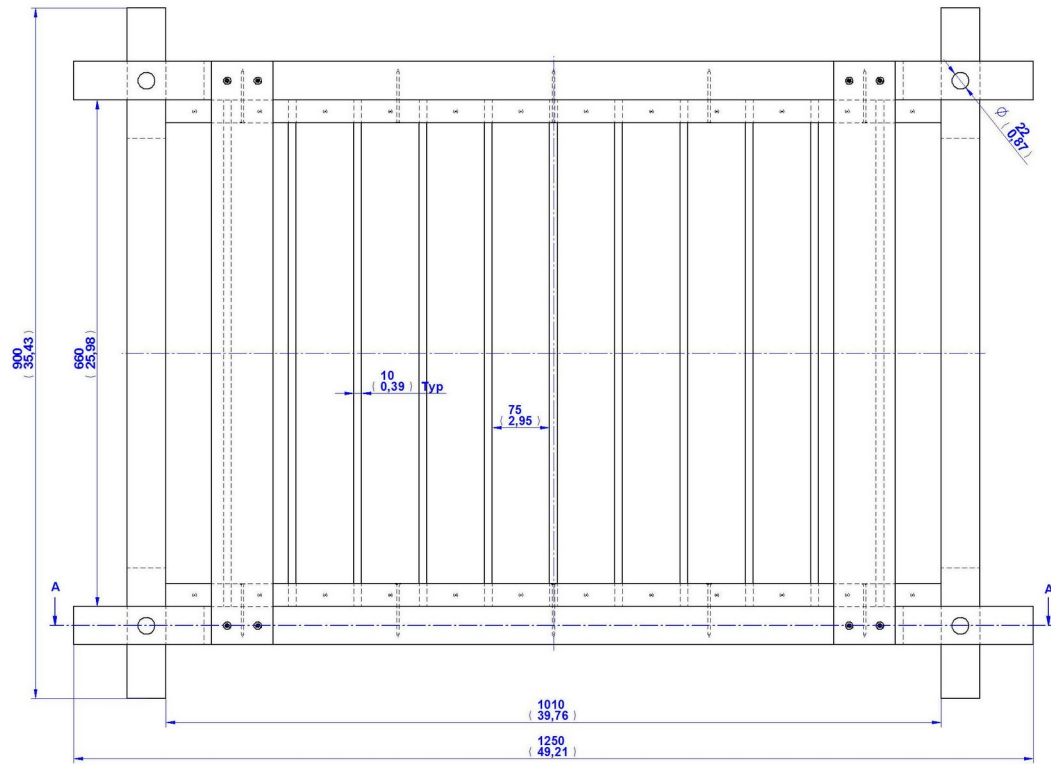 Ø 22
( 0,87 )
900
( 35,43 )
660
( 25,98 )
10
( 0,39 ) Typ
75
( 2,95 )
A
A
1010
( 39,76 )
1250
( 49,21 )